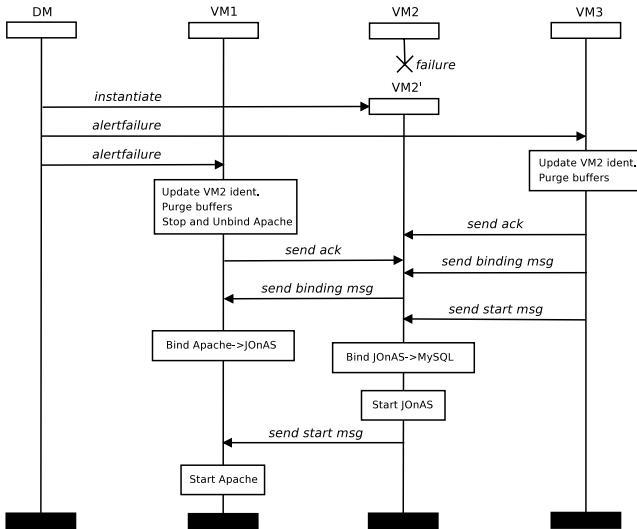 DM
VM1
VM2
VM3
failure
VM2'
instantiate
alertfailure
alertfailure
Update VM2 ident.
Purge buffers
Update VM2 ident.
Purge buffers
Stop and Unbind Apache
send ack
send ack
send binding msg
send binding msg
send start msg
Bind Apache->JOnAS
Bind JOnAS->MySQL
Start JOnAS
send start msg
Start Apache